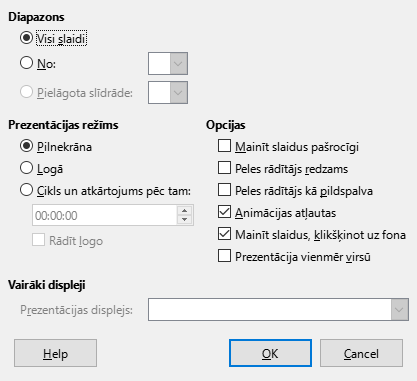 Diapazons
Visi slaidi
No:
Pielāgota slīdrāde:
Prezentācijas režīms
Pilnekrāna
Logā
Cikls un atkārtojums pēc tam:
00:00:00
Rādīt logo
Opcijas
Mainīt slaidus pašrocīgi
Peles rādītājs redzams
Peles rādītājs kā pildspalva
Animācijas atļautas
Mainīt slaidus, klikšķinot uz fona
Prezentācija vienmēr virsū
Vairāki displeji
Prezentācijas displejs:
Help
OK
Cancel